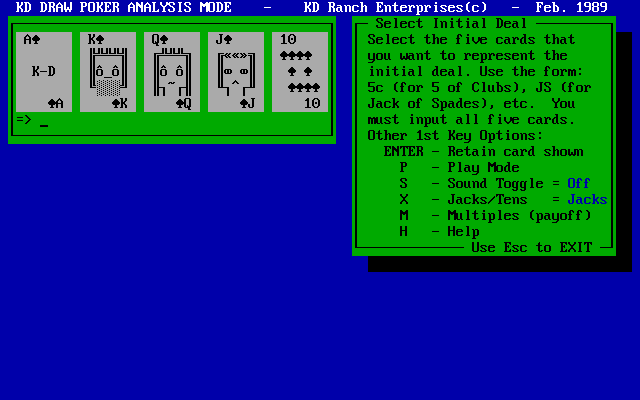 KD DRAW POKER ANALYSIS MODE - KD Ranch Enterprises(c) - Feb. 1989
A♠ K♠ Q♠ J♠ 10
K-D
♠A ♠K ♠Q ♠J 10
=> _
Select Initial Deal
Select the five cards that
you want to represent the
initial deal. Use the form:
5c (for 5 of Clubs), JS (for
Jack of Spades), etc. You
must input all five cards.
Other 1st Key Options:
ENTER - Retain card shown
P - Play Mode
S - Sound Toggle = Off
X - Jacks/Tens = Jacks
M - Multiples (payoff)
H - Help
Use Esc to EXIT